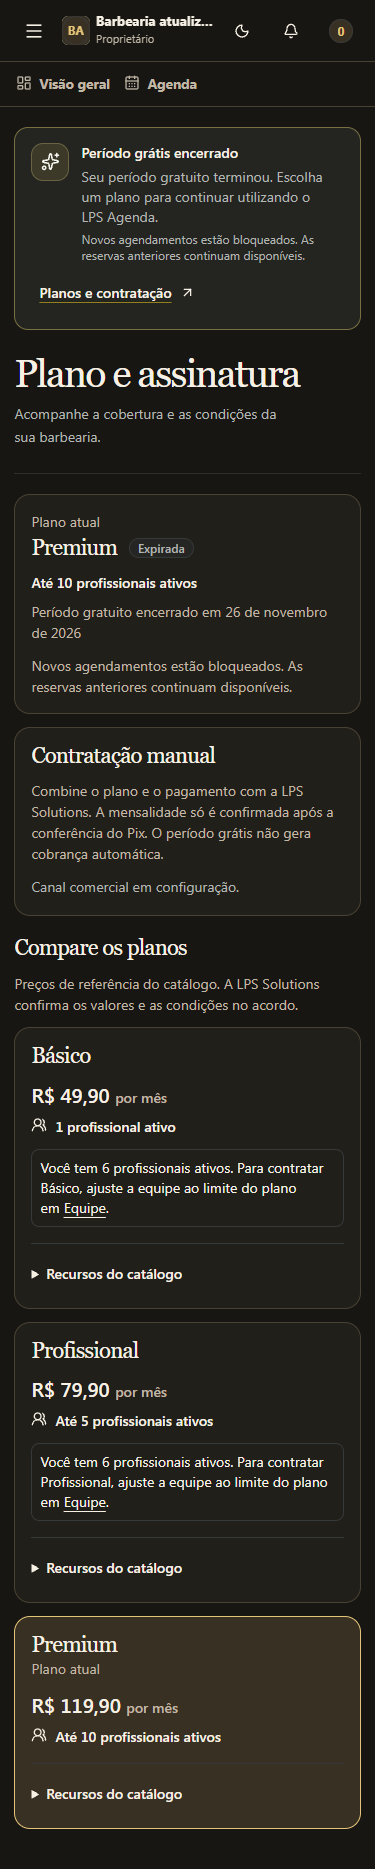 BA
Barbearia atualiz...
Proprietário
0
Visão geral
Agenda
Período grátis encerrado
Seu período gratuito terminou. Escolha
um plano para continuar utilizando o
LPS Agenda.
Novos agendamentos estão bloqueados. As
reservas anteriores continuam disponíveis.
Planos e contratação
Plano e assinatura
Acompanhe a cobertura e as condições da
sua barbearia.
Plano atual
Premium Expirada
Até 10 profissionais ativos
Período gratuito encerrado em 26 de novembro
de 2026
Novos agendamentos estão bloqueados. As
reservas anteriores continuam disponíveis.
Contratação manual
Combine o plano e o pagamento com a LPS
Solutions. A mensalidade só é confirmada após a
conferência do Pix. O período grátis não gera
cobrança automática.
Canal comercial em configuração.
Compare os planos
Preços de referência do catálogo. A LPS Solutions
confirma os valores e as condições no acordo.
Básico
R$ 49,90 por mês
1 profissional ativo
Você tem 6 profissionais ativos. Para contratar
Básico, ajuste a equipe ao limite do plano
em Equipe.
Recursos do catálogo
Profissional
R$ 79,90 por mês
Até 5 profissionais ativos
Você tem 6 profissionais ativos. Para contratar
Profissional, ajuste a equipe ao limite do plano
em Equipe.
Recursos do catálogo
Premium
Plano atual
R$ 119,90 por mês
Até 10 profissionais ativos
Recursos do catálogo